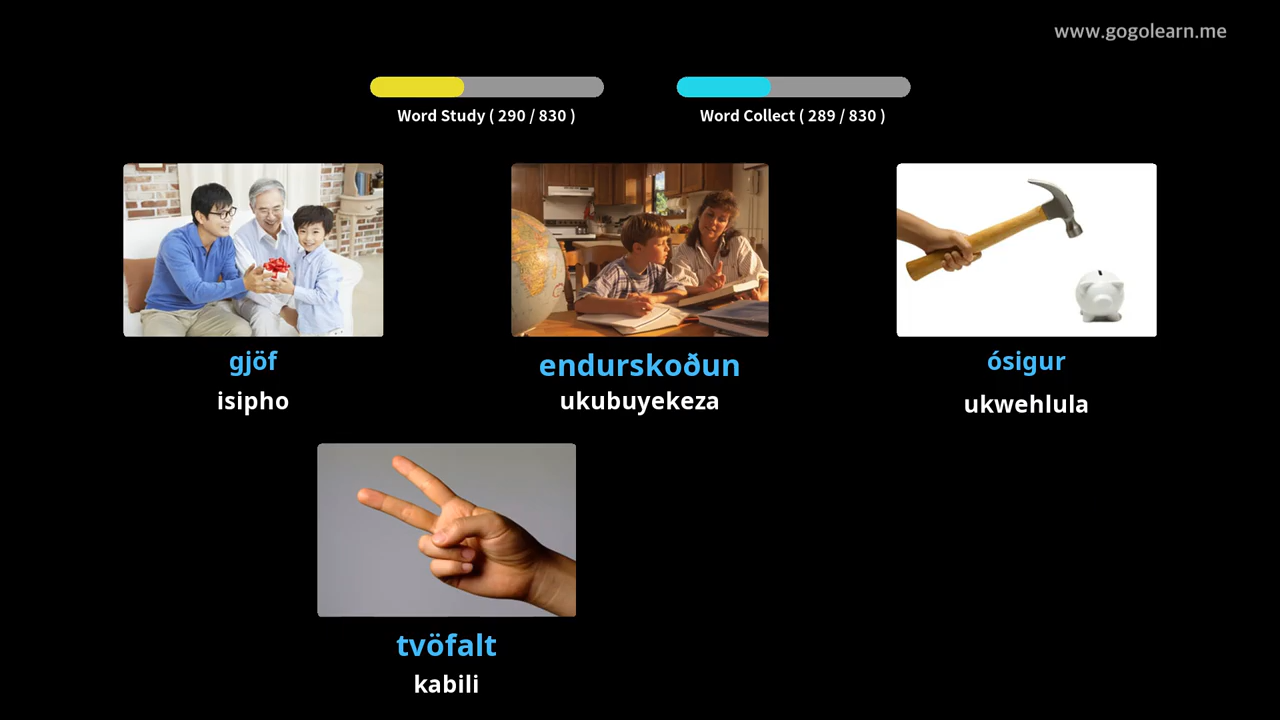 www.gogolearn.me
Word Study ( 290 / 830 )
Word Collect ( 289 / 830 )
gjöf
isipho
endurskoðun
ukubuyekeza
ósigur
ukwehlula
tvöfalt
kabili